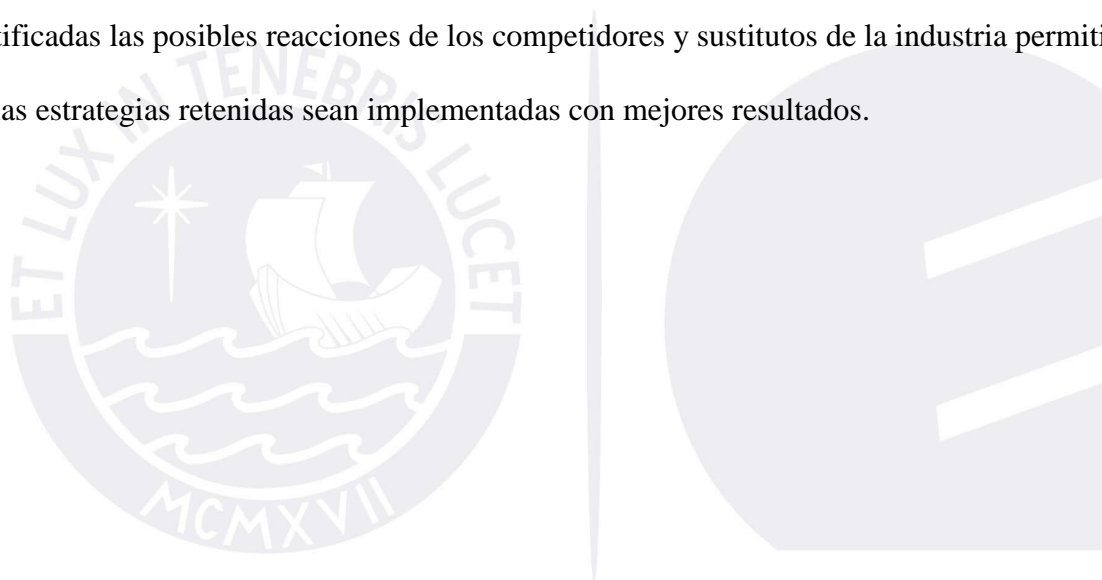 tificadas las posibles reacciones de los competidores y sustitutos de la industria permiti
las estrategias retenidas sean implementadas con mejores resultados.
ET LUX IN TENEBRIS LUCET
MCMXVII